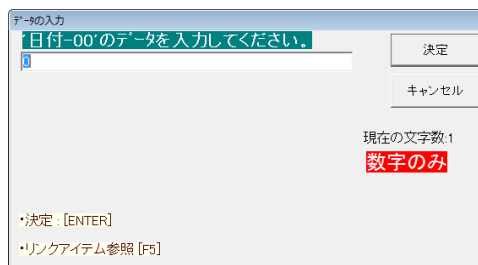 ﾃﾞｰﾀの入力
'日付-00'のﾃﾞｰﾀを入力してください。
決定
0
キャンセル
現在の文字数:1
数字のみ
・決定 : [ENTER]
・リンクアイテム参照 [F5]